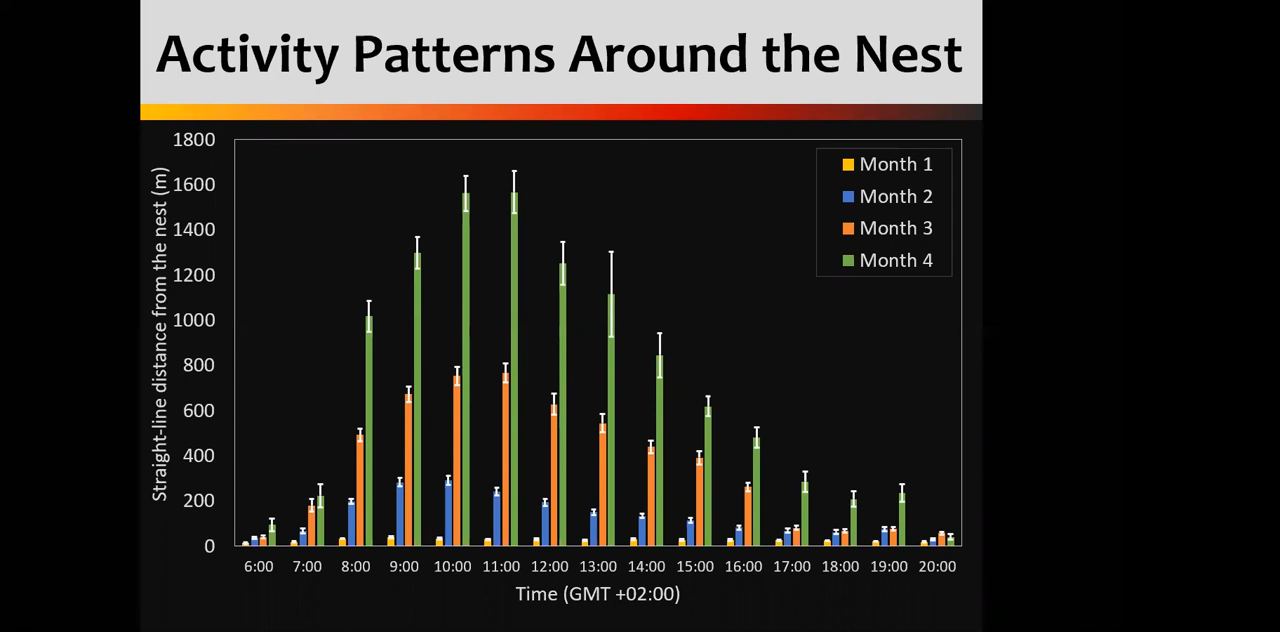 Activity Patterns Around the Nest
1800
1600
1400
1200
1000
800
600
400
200
0
Straight-line distance from the nest (m)
Month 1
Month 2
Month 3
Month 4
6:00 7:00 8:00 9:00 10:00 11:00 12:00 13:00 14:00 15:00 16:00 17:00 18:00 19:00 20:00
Time (GMT +02:00)